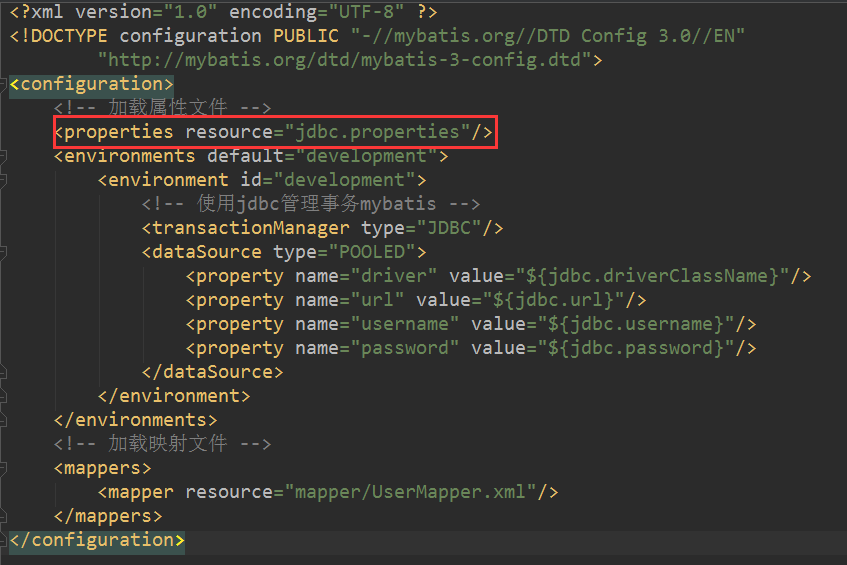 <?xml version="1.0" encoding="UTF-8" ?>
<!DOCTYPE configuration PUBLIC "-//mybatis.org//DTD Config 3.0//EN"
"http://mybatis.org/dtd/mybatis-3-config.dtd">
<configuration>
<!-- 加载属性文件 -->
<properties resource="jdbc.properties"/>
<environments default="development">
<environment id="development">
<!-- 使用jdbc管理事务mybatis -->
<transactionManager type="JDBC"/>
<dataSource type="POOLED">
<property name="driver" value="${jdbc.driverClassName}"/>
<property name="url" value="${jdbc.url}"/>
<property name="username" value="${jdbc.username}"/>
<property name="password" value="${jdbc.password}"/>
</dataSource>
</environment>
</environments>
<!-- 加载映射文件 -->
<mappers>
<mapper resource="mapper/UserMapper.xml"/>
</mappers>
</configuration>